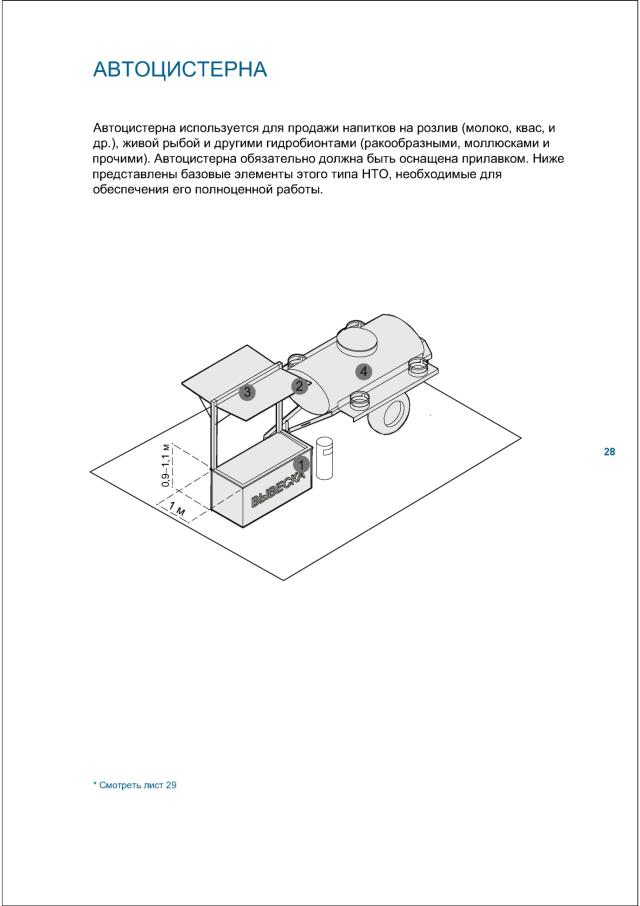 АВТОЦИСТЕРНА
Автоцистерна используется для продажи напитков на розлив (молоко, квас, и
др.), живой рыбой и другими гидробионтами (ракообразными, моллюсками и
прочими). Автоцистерна обязательно должна быть оснащена прилавком. Ниже
представлены базовые элементы этого типа НТО, необходимые для
обеспечения его полноценной работы.
4
2
3
28
1
0,9–1,1 м
ВЫВЕСКА
1 м
* Смотреть лист 29